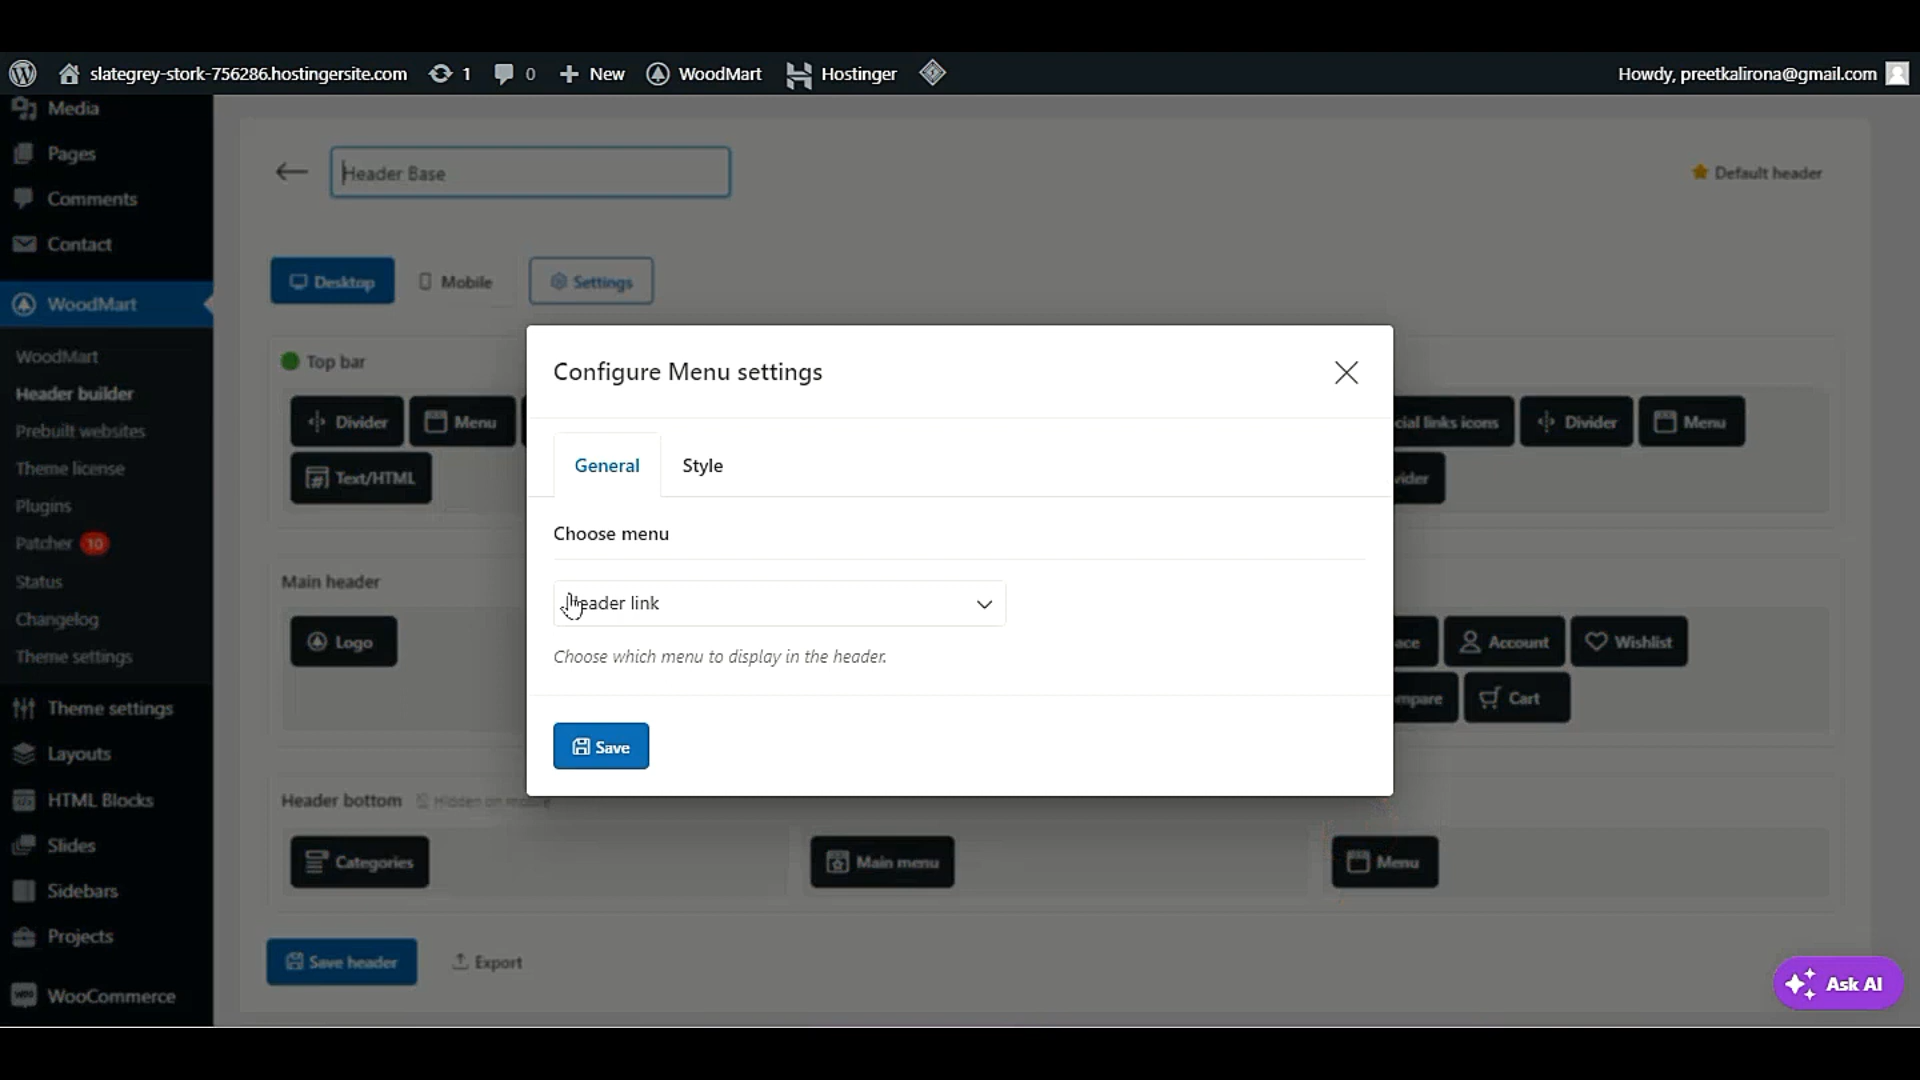 slategrey-stork-756286.hostingersite.com 1 0 New WoodMart Hostinger Howdy, preetkalirona@gmail.com
Media
Pages
Comments
Contact
WoodMart
WoodMart
Header builder
Prebuilt websites
Theme license
Plugins
Patcher 10
Status
Changelog
Theme settings
Theme settings
Layouts
HTML Blocks
Slides
Sidebars
Projects
WooCommerce
Header Base
Default header
Desktop Mobile Settings
Top bar
Divider Menu
Text/HTML
cial links icons Divider Menu
vider
Main header
Logo
ace Account Wishlist
mpare Cart
Header bottom Hidden on mobile
Categories Main menu Menu
Save header Export
Configure Menu settings
General Style
Choose menu
Header link
Choose which menu to display in the header.
Save
Ask AI